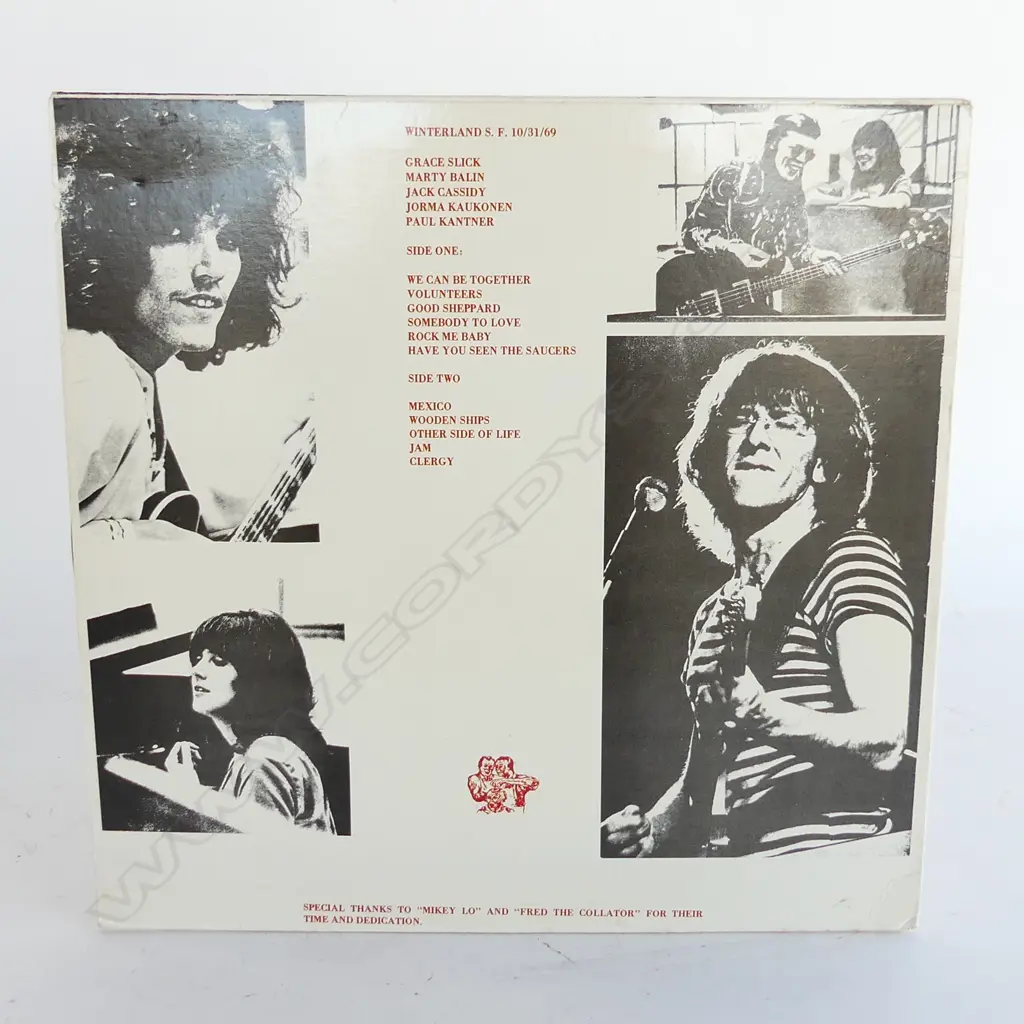 WINTERLAND S. F. 10/31/69
GRACE SLICK
MARTY BALIN
JACK CASSIDY
JORMA KAUKONEN
PAUL KANTNER
SIDE ONE:
WE CAN BE TOGETHER
VOLUNTEERS
GOOD SHEPPARD
SOMEBODY TO LOVE
ROCK ME BABY
HAVE YOU SEEN THE SAUCERS
SIDE TWO
MEXICO
WOODEN SHIPS
OTHER SIDE OF LIFE
JAM
CLERGY
SPECIAL THANKS TO "MIKEY LO" AND "FRED THE COLLATOR" FOR THEIR
TIME AND DEDICATION.